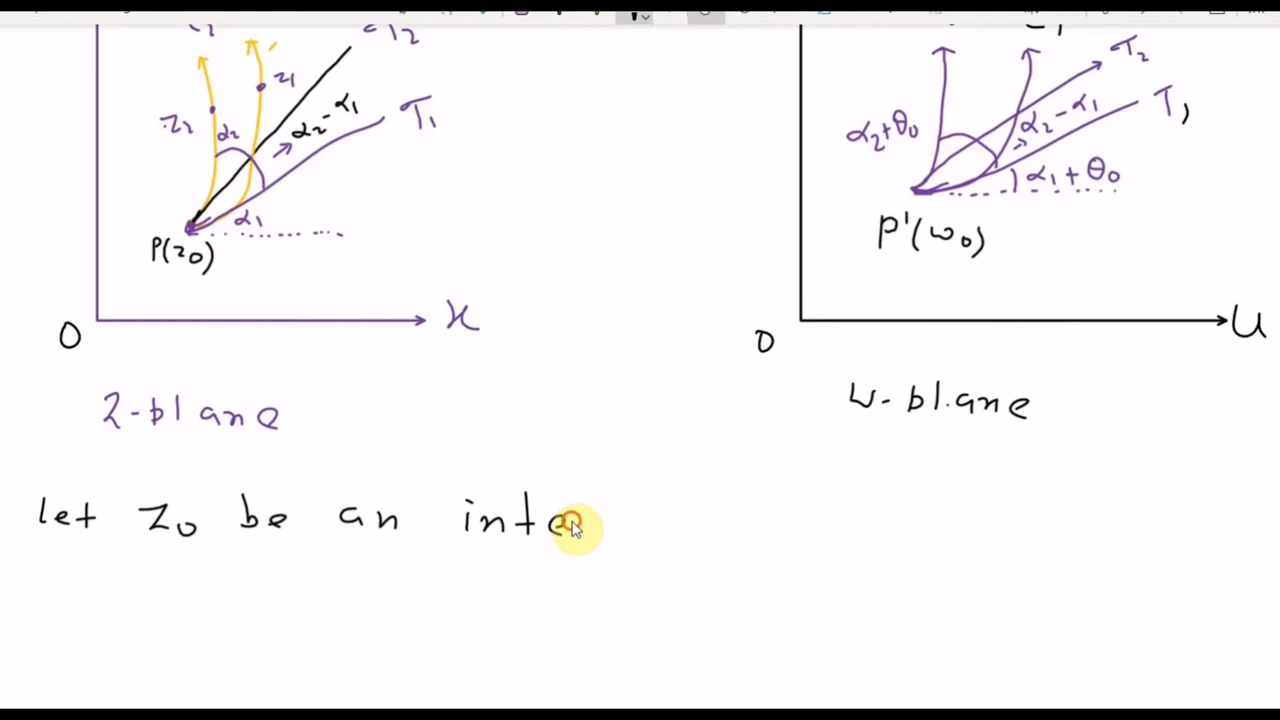 z₁
z₂
α₂
α₂-α₁
T₁
α₁
P(z₀)
0
x
z-plane
T₂
T₁
α₂+θ₀
α₂-α₁
α₁+θ₀
P'(w₀)
0
U
w-plane
let z₀ be an inte